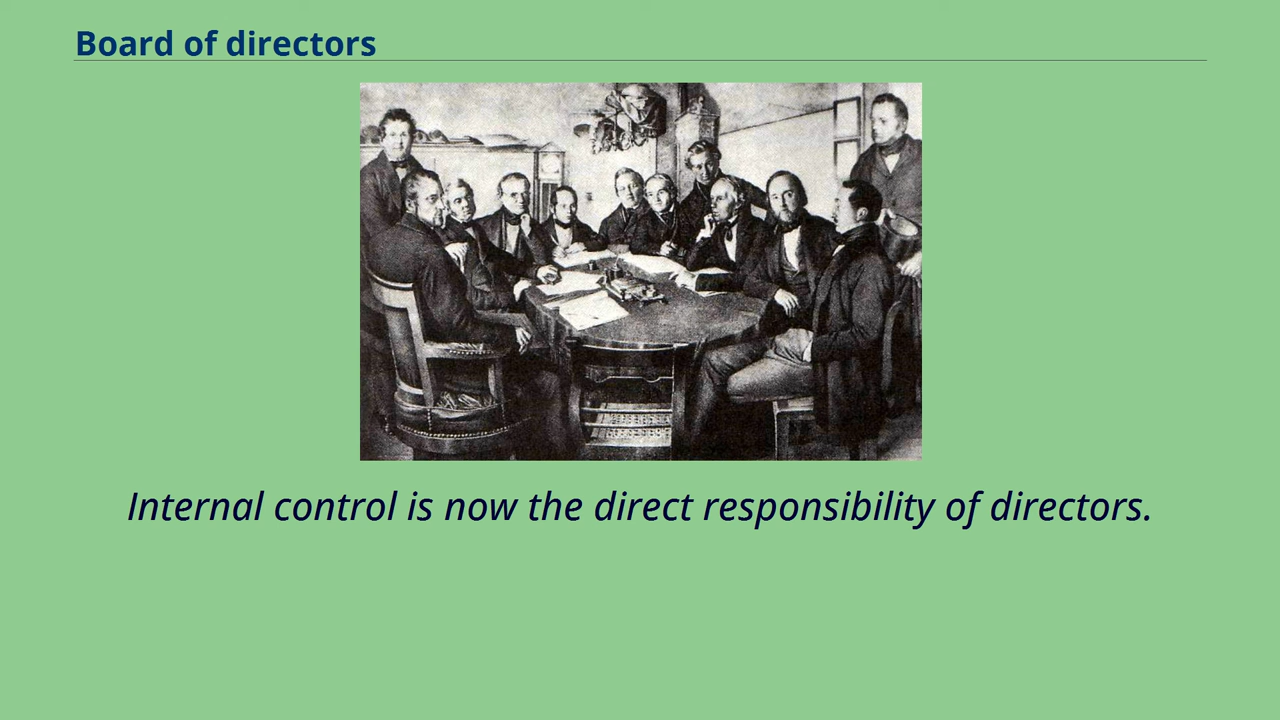 Board of directors
Internal control is now the direct responsibility of directors.